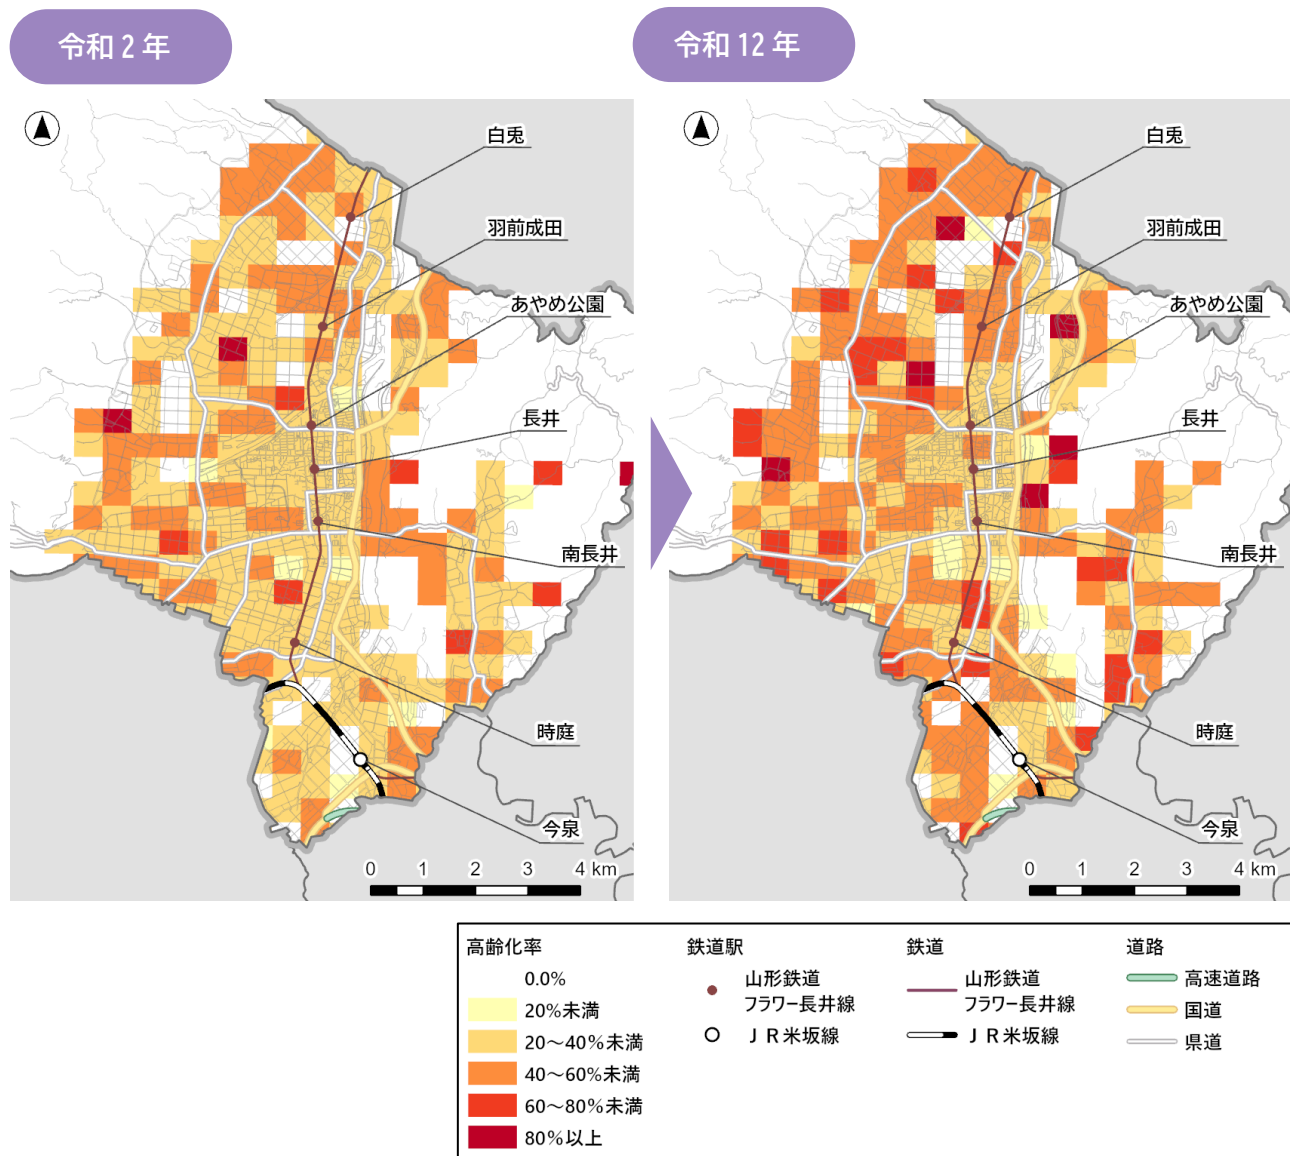 令和２年
令和 12 年
白兎
羽前成田
あやめ公園
長井
南長井
時庭
今泉
0 1 2 3 4 km
白兎
羽前成田
あやめ公園
長井
南長井
時庭
今泉
0 1 2 3 4 km
高齢化率
0.0%
20%未満
20～40%未満
40～60%未満
60～80%未満
80%以上
鉄道駅
山形鉄道
フラワー長井線
ＪＲ米坂線
鉄道
山形鉄道
フラワー長井線
ＪＲ米坂線
道路
高速道路
国道
県道